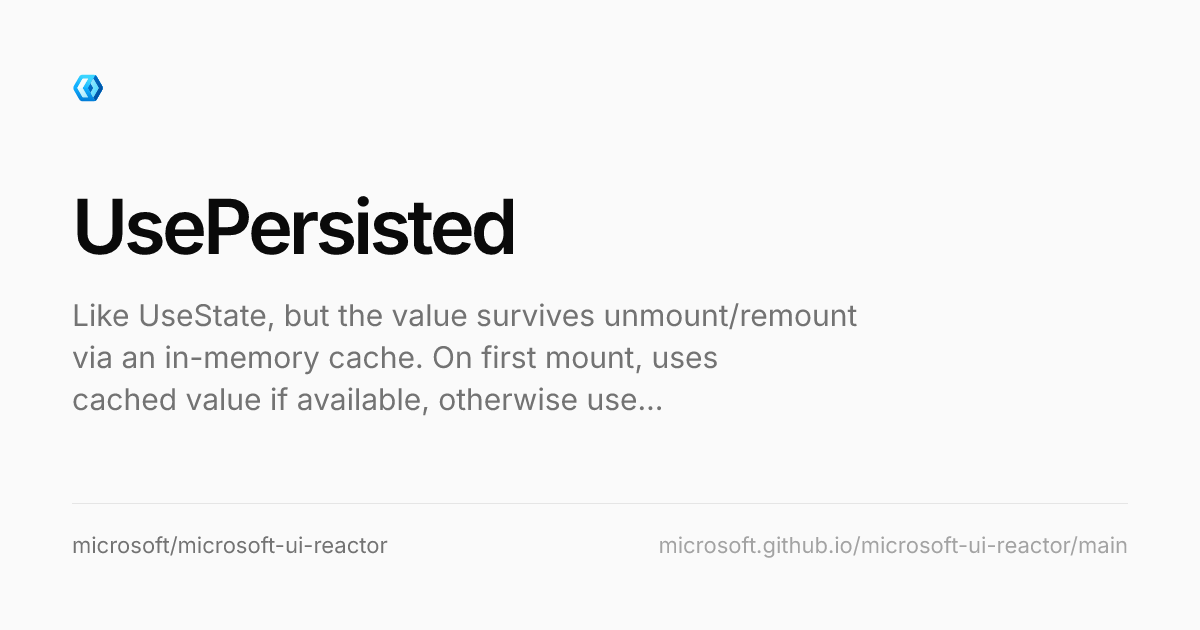 UsePersisted
Like UseState, but the value survives unmount/remount
via an in-memory cache. On first mount, uses
cached value if available, otherwise use...
microsoft/microsoft-ui-reactor
microsoft.github.io/microsoft-ui-reactor/main